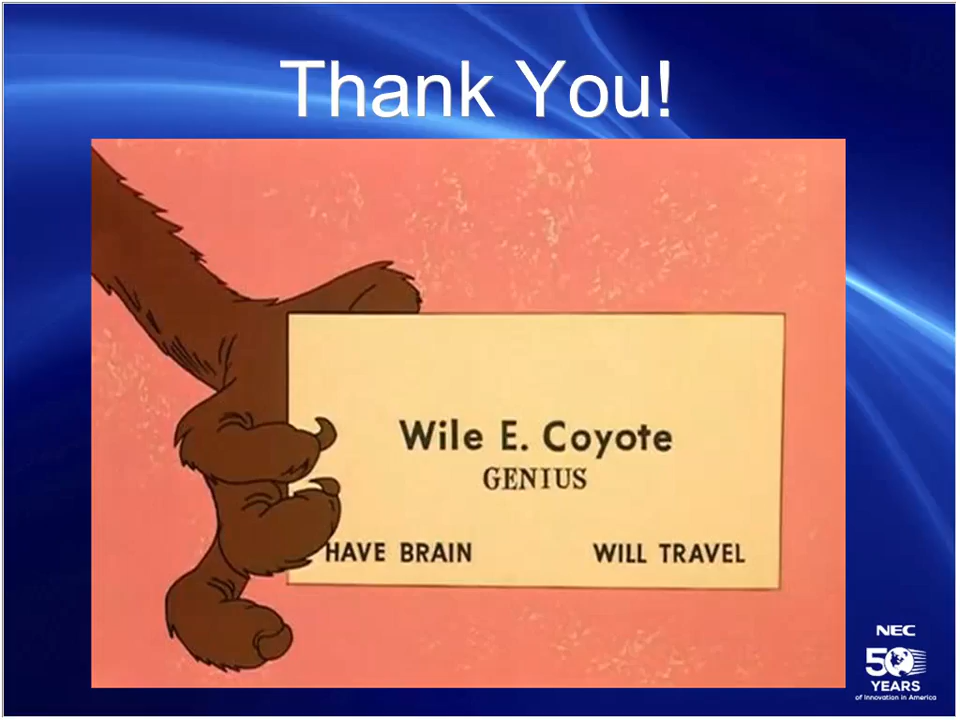 Thank You!
Wile E. Coyote
GENIUS
HAVE BRAIN WILL TRAVEL
NEC
50
YEARS
of Innovation in America